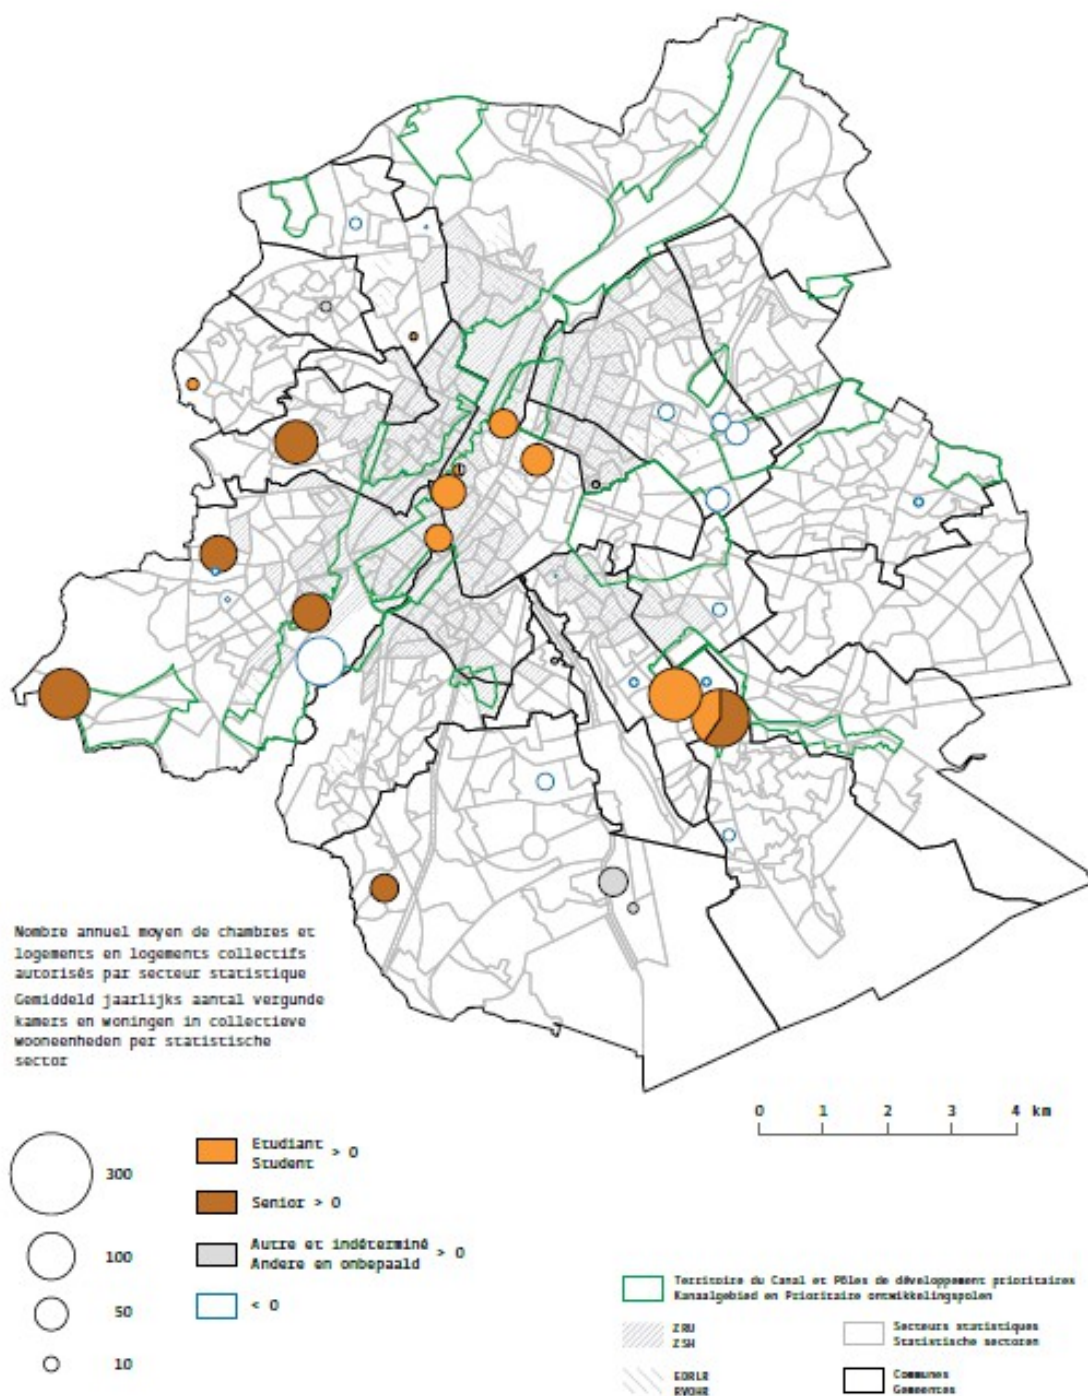 Nombre annuel moyen de chambres et
logements en logements collectifs
autorisés par secteur statistique
Gemiddeld jaarlijks aantal vergunde
kamers en woningen in collectieve
wooneenheden per statistische
sector
0 1 2 3 4 km
300
100
50
10
Etudiant
Student > 0
Senior > 0
Autre et indéterminé
Andere en onbepaald > 0
< 0
Territoire du Canal et Pôles de développement prioritaires
Kanaalgebied en Prioritaire ontwikkelingspolen
ZRU
ZSH
EDRLR
RVOHR
Secteurs statistiques
Statistische sectoren
Communes
Gemeentes